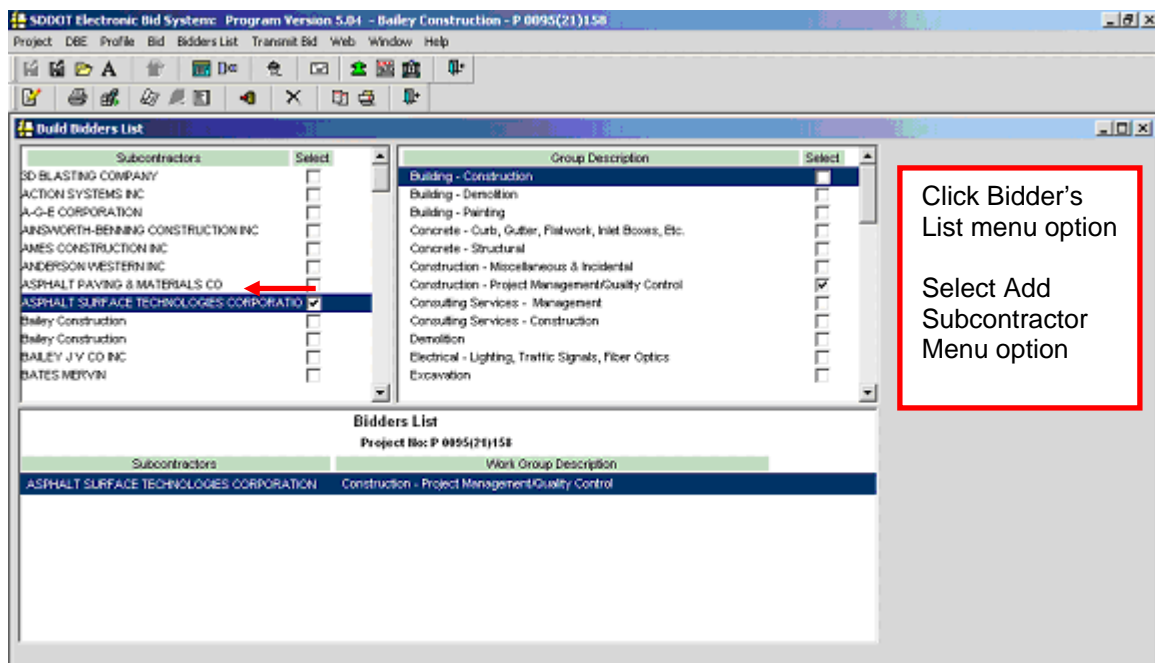 SDDOT Electronic Bid System: Program Version 5.04 - Bailey Construction - P 0095(21)158
Project DBE Profile Bid Bidders List Transmit Bid Web Window Help
Build Bidders List
Subcontractors Select
3D BLASTING COMPANY
ACTION SYSTEMS INC
A-G-E CORPORATION
AINSWORTH-BENNING CONSTRUCTION INC
AMES CONSTRUCTION INC
ANDERSON WESTERN INC
ASPHALT PAVING & MATERIALS CO
ASPHALT SURFACE TECHNOLOGIES CORPORATIO
Bailey Construction
Bailey Construction
BAILEY J V CO INC
BATES MERVIN
Group Description Select
Building - Construction
Building - Demolition
Building - Painting
Concrete - Curb, Gutter, Flatwork, Inlet Boxes, Etc.
Concrete - Structural
Construction - Miscellaneous & Incidental
Construction - Project Management/Quality Control
Consulting Services - Management
Consulting Services - Construction
Demolition
Electrical - Lighting, Traffic Signals, Fiber Optics
Excavation
Click Bidder's
List menu option
Select Add
Subcontractor
Menu option
Bidders List
Project No: P 0095(21)158
Subcontractors Work Group Description
ASPHALT SURFACE TECHNOLOGIES CORPORATION Construction - Project Management/Quality Control